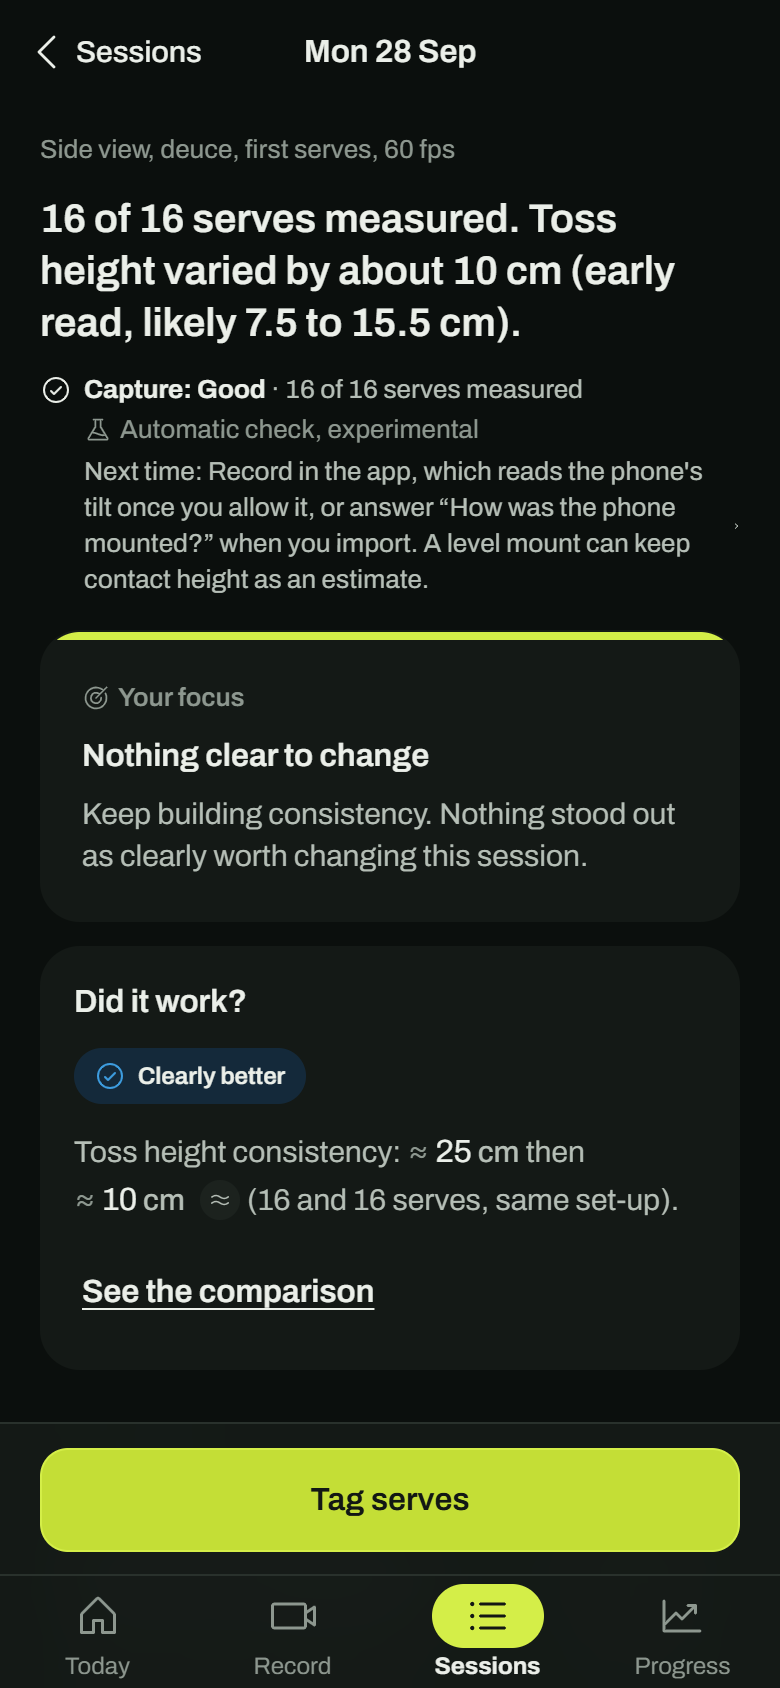 Sessions
Mon 28 Sep
Side view, deuce, first serves, 60 fps
16 of 16 serves measured. Toss
height varied by about 10 cm (early
read, likely 7.5 to 15.5 cm).
Capture: Good · 16 of 16 serves measured
Automatic check, experimental
Next time: Record in the app, which reads the phone's
tilt once you allow it, or answer “How was the phone
mounted?” when you import. A level mount can keep
contact height as an estimate.
Your focus
Nothing clear to change
Keep building consistency. Nothing stood out
as clearly worth changing this session.
Did it work?
Clearly better
Toss height consistency: ≈ 25 cm then
≈ 10 cm ≈ (16 and 16 serves, same set-up).
See the comparison
Tag serves
Today
Record
Sessions
Progress